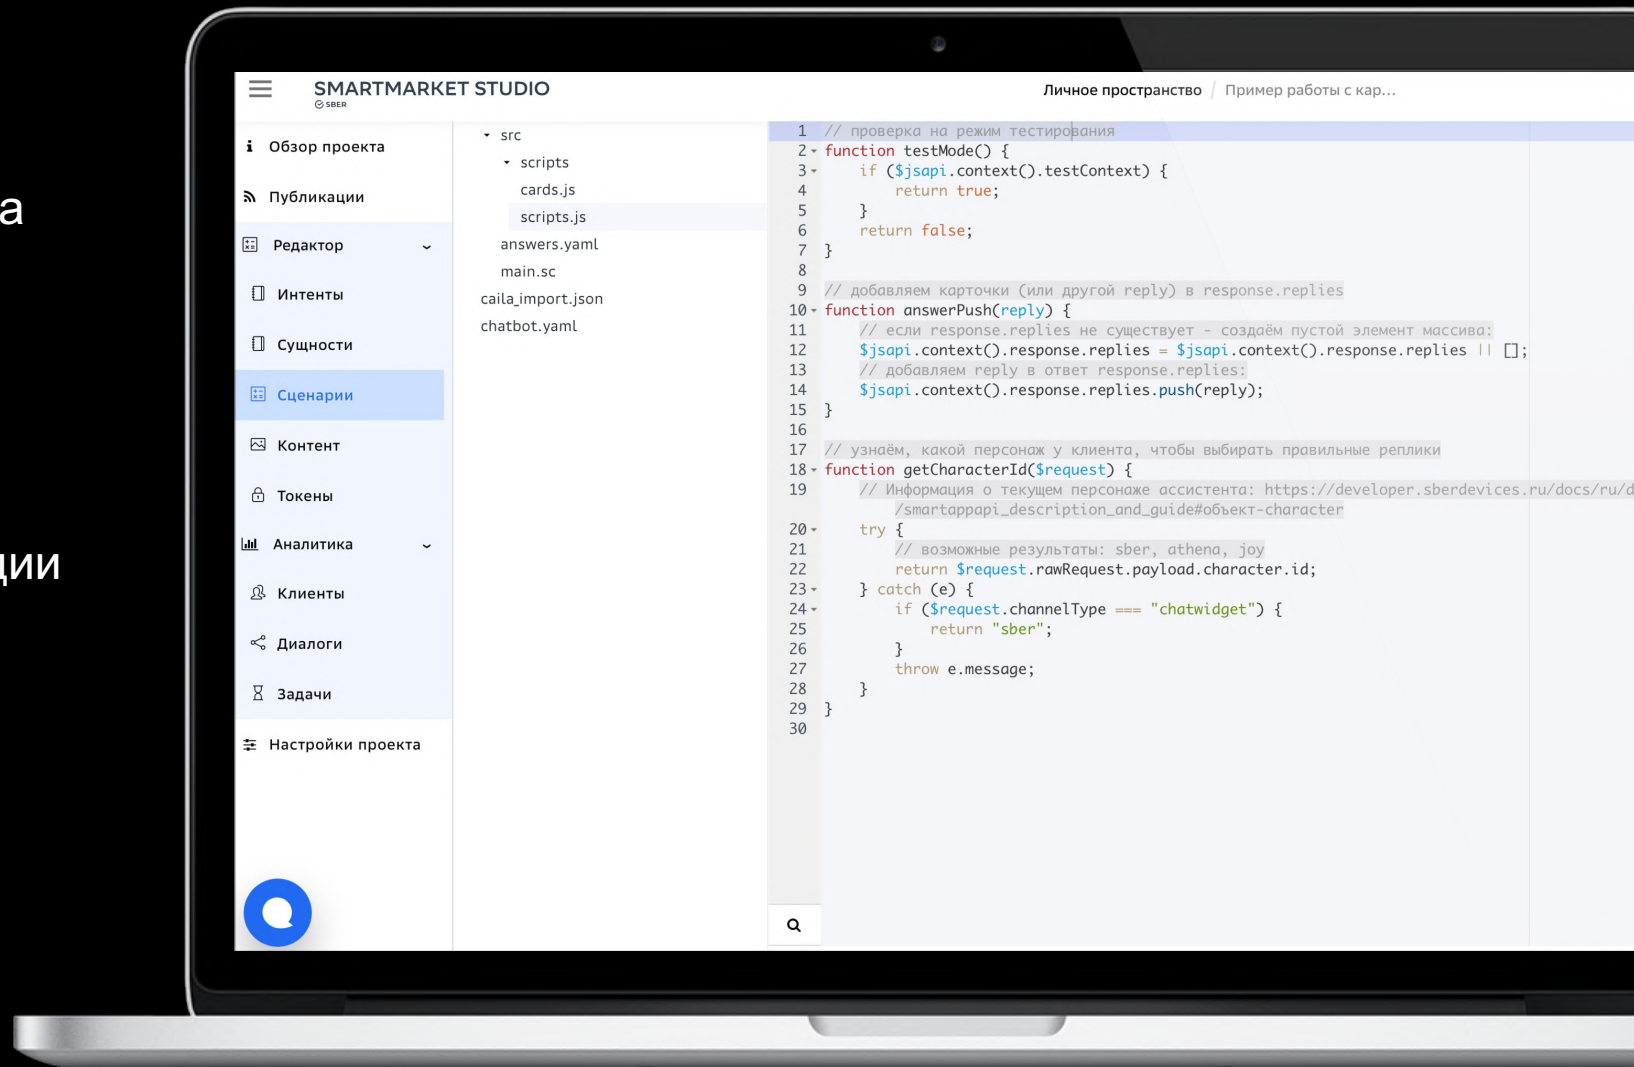 а
ции
SMARTMARKET STUDIO
SBER
Личное пространство / Пример работы с кар...
Обзор проекта
Публикации
Редактор
Интенты
Сущности
Сценарии
Контент
Токены
Аналитика
Клиенты
Диалоги
Задачи
Настройки проекта
src
scripts
cards.js
scripts.js
answers.yaml
main.sc
caila_import.json
chatbot.yaml
1 // проверка на режим тестирования
2 function testMode() {
3 if ($jsapi.context().testContext) {
4 return true;
5 }
6 return false;
7 }
8
9 // добавляем карточки (или другой reply) в response.replies
10 function answerPush(reply) {
11 // если response.replies не существует - создаём пустой элемент массива:
12 $jsapi.context().response.replies = $jsapi.context().response.replies || [];
13 // добавляем reply в ответ response.replies:
14 $jsapi.context().response.replies.push(reply);
15 }
16
17 // узнаём, какой персонаж у клиента, чтобы выбирать правильные реплики
18 function getCharacterId($request) {
19 // Информация о текущем персонаже ассистента: https://developer.sberdevices.ru/docs/ru/d
/smartappapi_description_and_guide#объект-character
20 try {
21 // возможные результаты: sber, athena, joy
22 return $request.rawRequest.payload.character.id;
23 } catch (e) {
24 if ($request.channelType === "chatwidget") {
25 return "sber";
26 }
27 throw e.message;
28 }
29 }
30